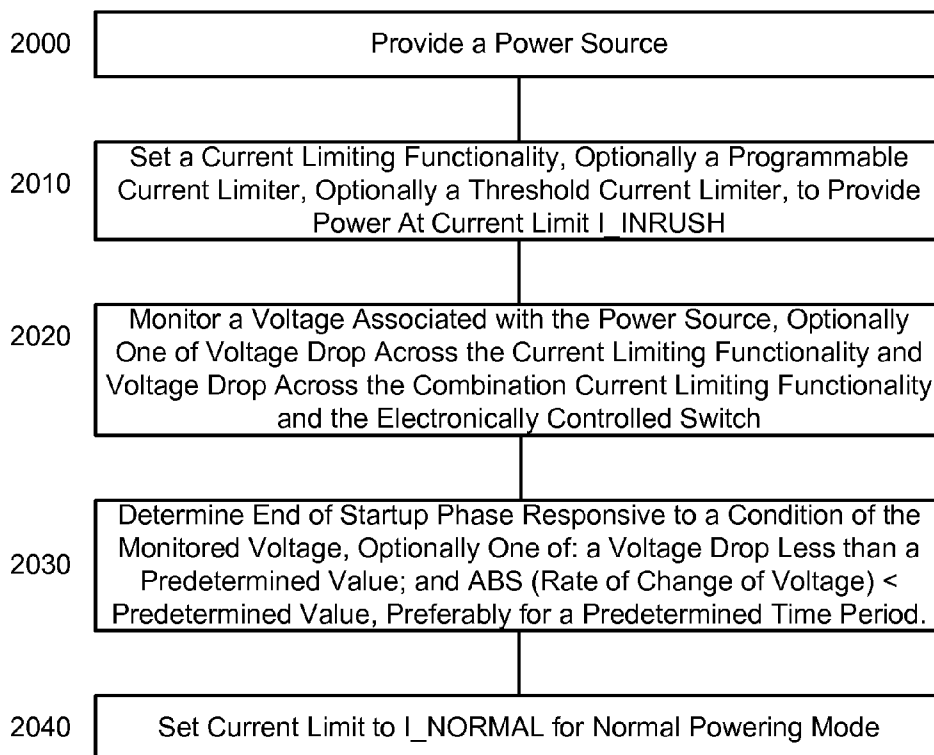 2000
Provide a Power Source
2010
Set a Current Limiting Functionality, Optionally a Programmable
Current Limiter, Optionally a Threshold Current Limiter, to Provide
Power At Current Limit I_INRUSH
2020
Monitor a Voltage Associated with the Power Source, Optionally
One of Voltage Drop Across the Current Limiting Functionality and
Voltage Drop Across the Combination Current Limiting Functionality
and the Electronically Controlled Switch
2030
Determine End of Startup Phase Responsive to a Condition of the
Monitored Voltage, Optionally One of: a Voltage Drop Less than a
Predetermined Value; and ABS (Rate of Change of Voltage) <
Predetermined Value, Preferably for a Predetermined Time Period.
2040
Set Current Limit to I_NORMAL for Normal Powering Mode